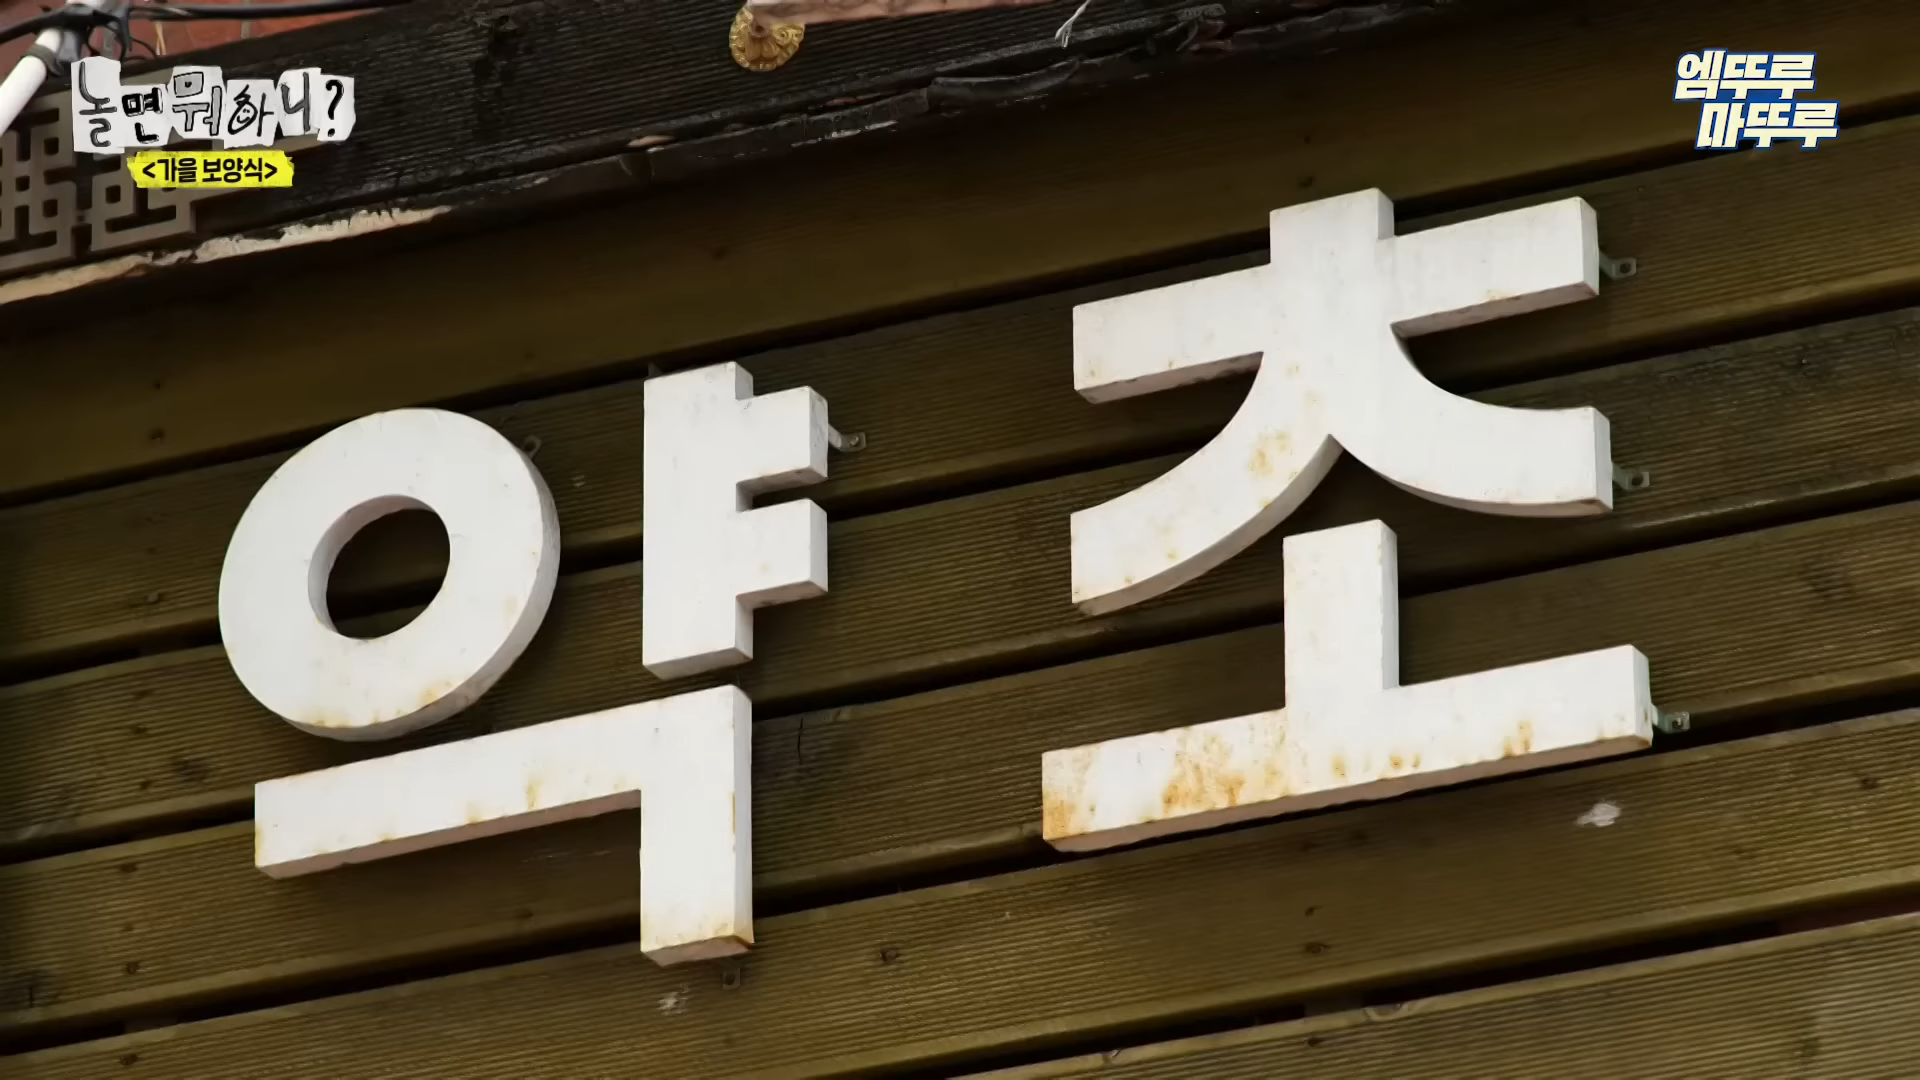 놀면 뭐하니?
<가을 보양식>
엠뚜루
마뚜루
약초